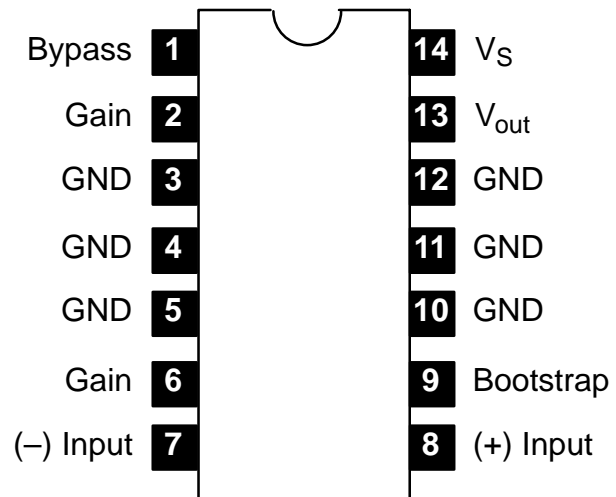 Bypass 1 14 VS
Gain 2 13 Vout
GND 3 12 GND
GND 4 11 GND
GND 5 10 GND
Gain 6 9 Bootstrap
(–) Input 7 8 (+) Input